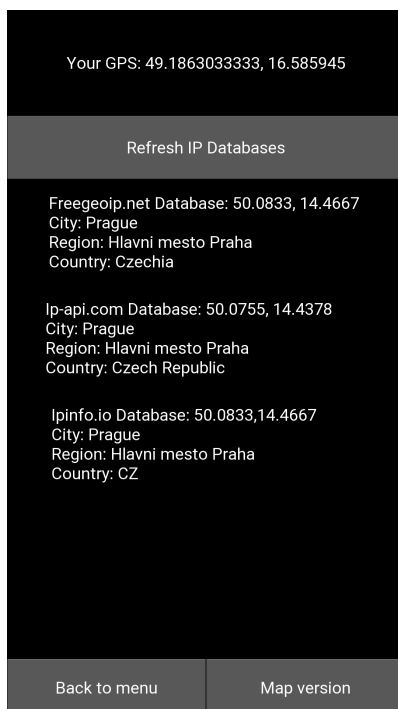 Your GPS: 49.1863033333, 16.585945
Refresh IP Databases
Freegeoip.net Database: 50.0833, 14.4667
City: Prague
Region: Hlavni mesto Praha
Country: Czechia
Ip-api.com Database: 50.0755, 14.4378
City: Prague
Region: Hlavni mesto Praha
Country: Czech Republic
Ipinfo.io Database: 50.0833,14.4667
City: Prague
Region: Hlavni mesto Praha
Country: CZ
Back to menu
Map version